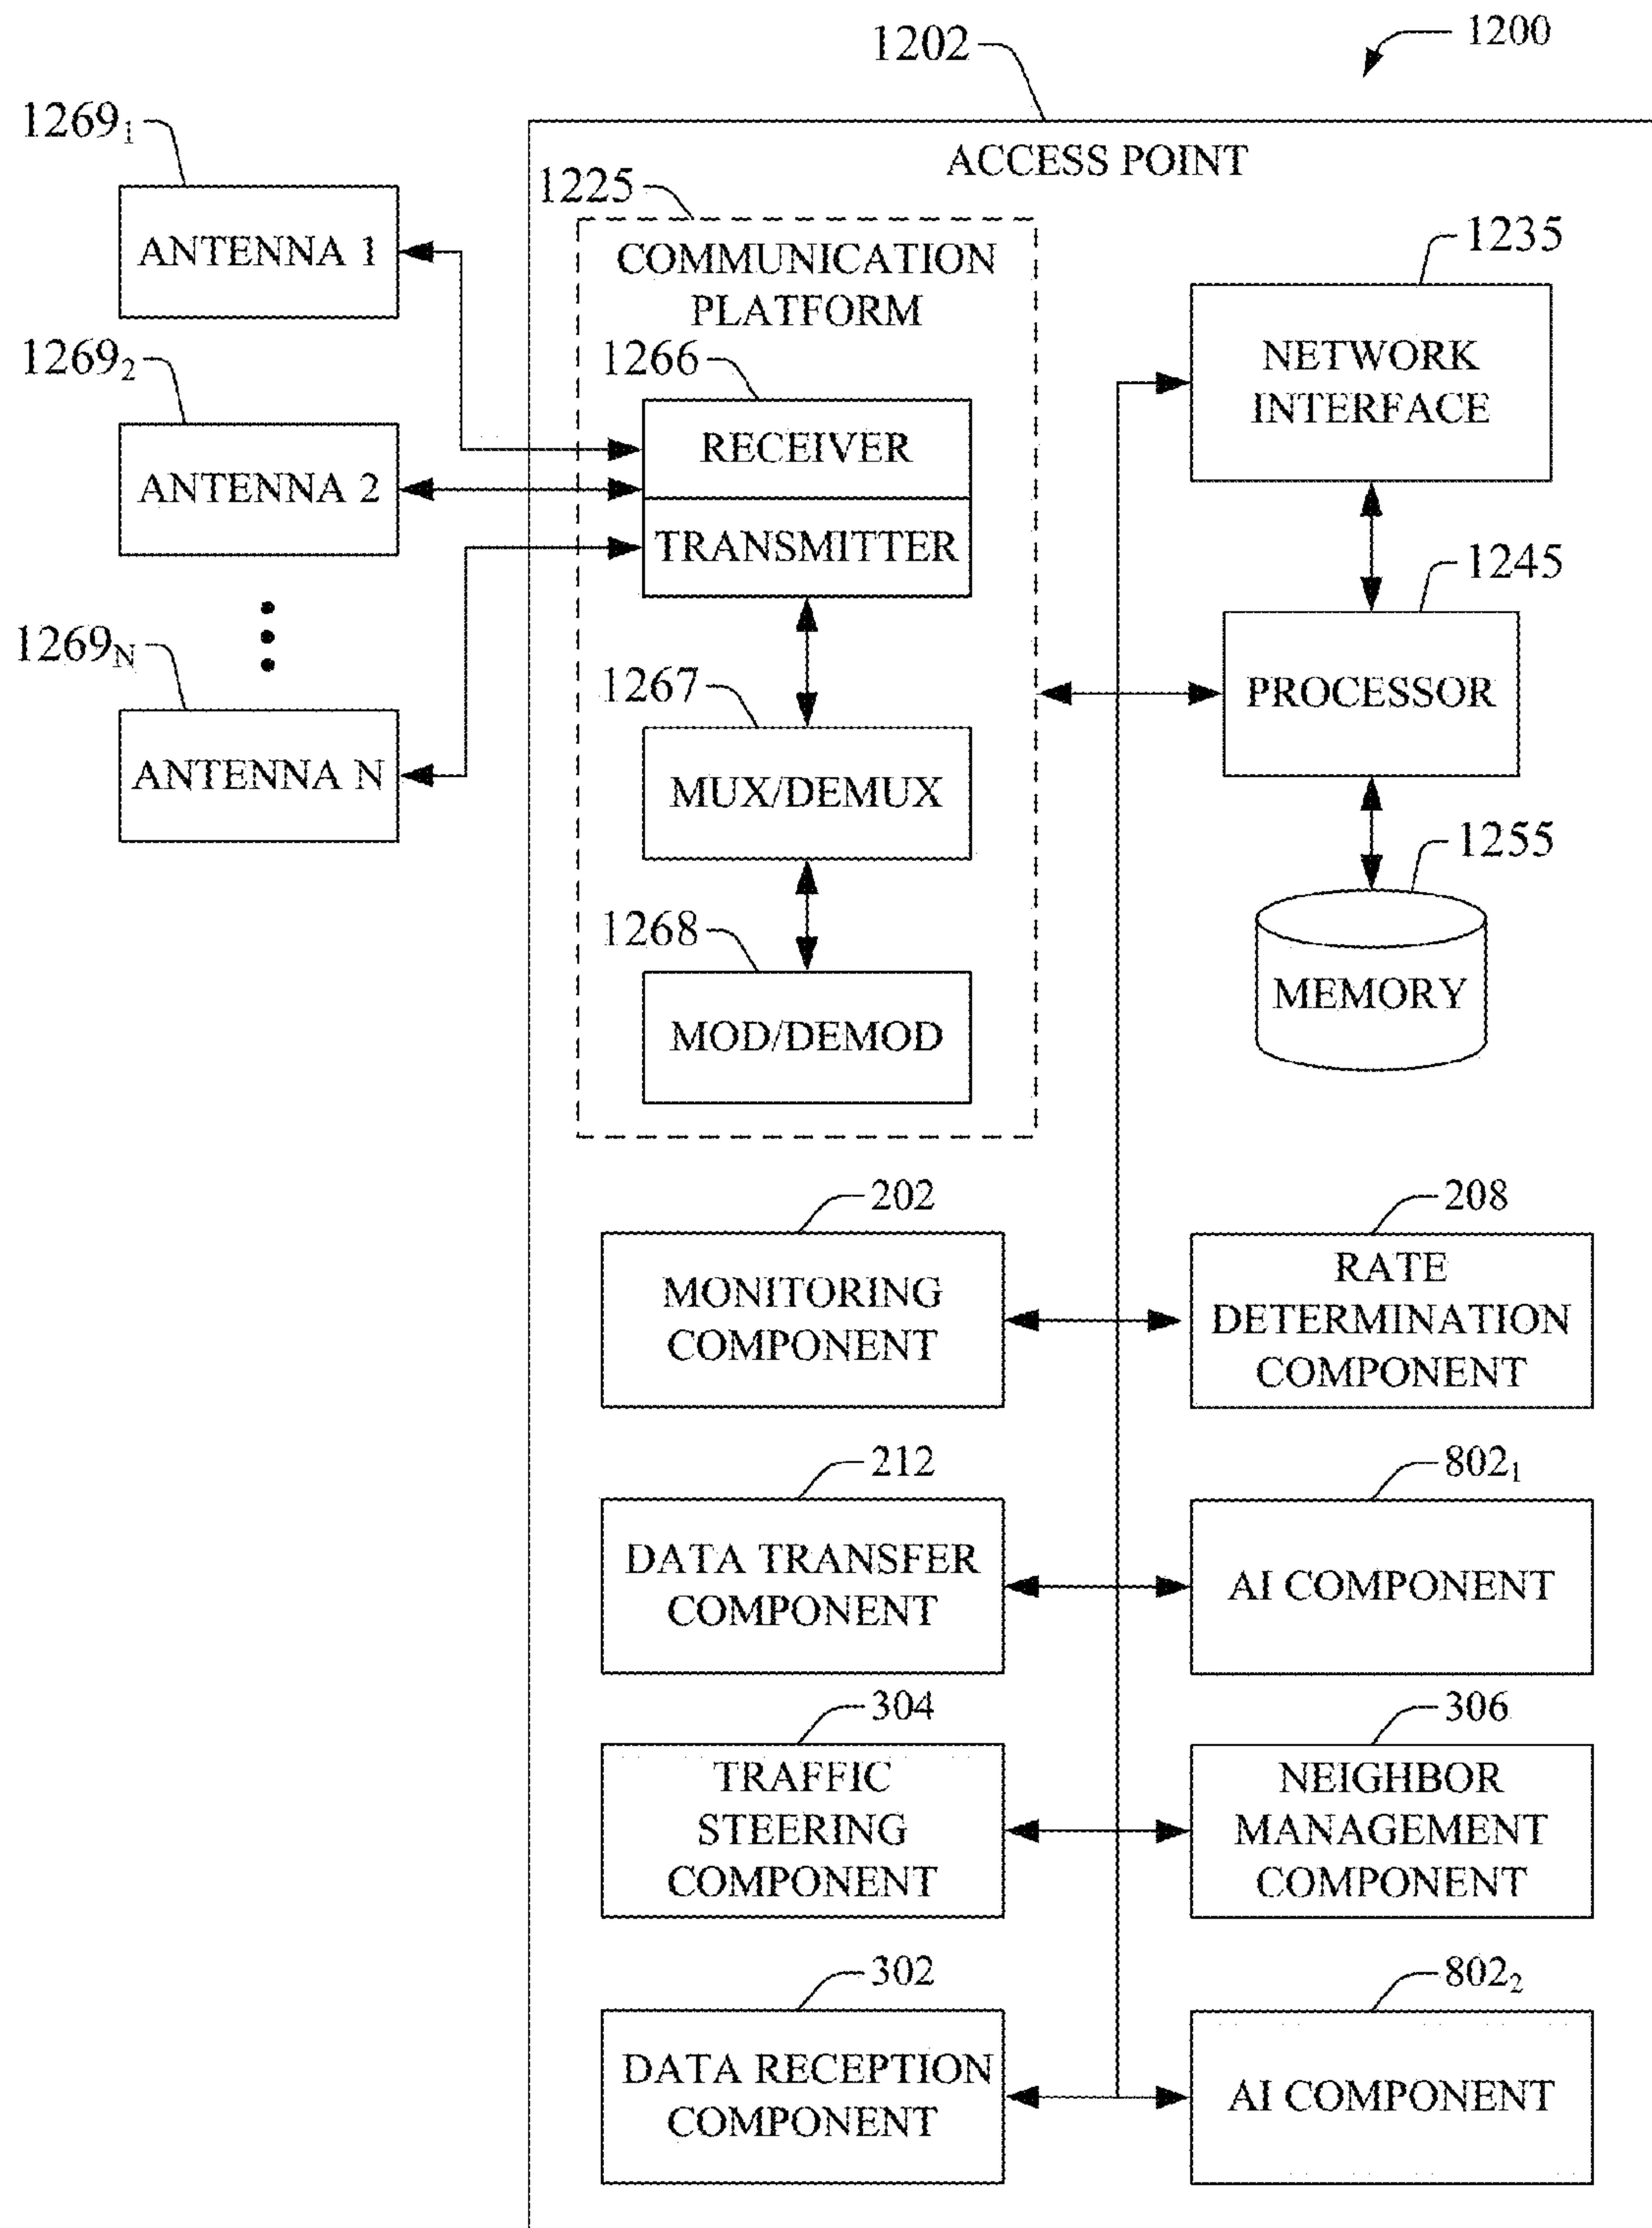 1200
1202
ACCESS POINT
1269₁
ANTENNA 1
1269₂
ANTENNA 2
1269N
ANTENNA N
1225
COMMUNICATION
PLATFORM
1266
RECEIVER
TRANSMITTER
1267
MUX/DEMUX
1268
MOD/DEMOD
1235
NETWORK
INTERFACE
1245
PROCESSOR
1255
MEMORY
202
MONITORING
COMPONENT
208
RATE
DETERMINATION
COMPONENT
212
DATA TRANSFER
COMPONENT
802₁
AI COMPONENT
304
TRAFFIC
STEERING
COMPONENT
306
NEIGHBOR
MANAGEMENT
COMPONENT
302
DATA RECEPTION
COMPONENT
802₂
AI COMPONENT